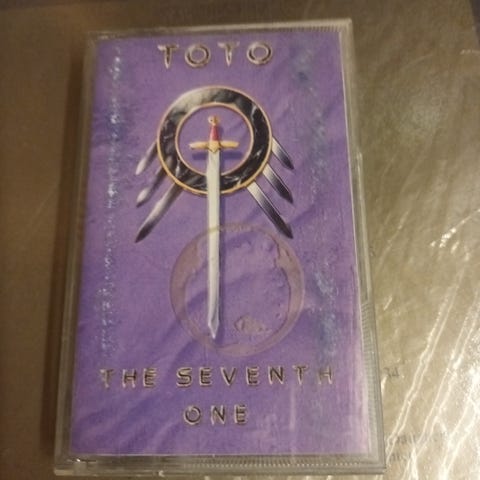 TOTO
THE SEVENTH
ONE